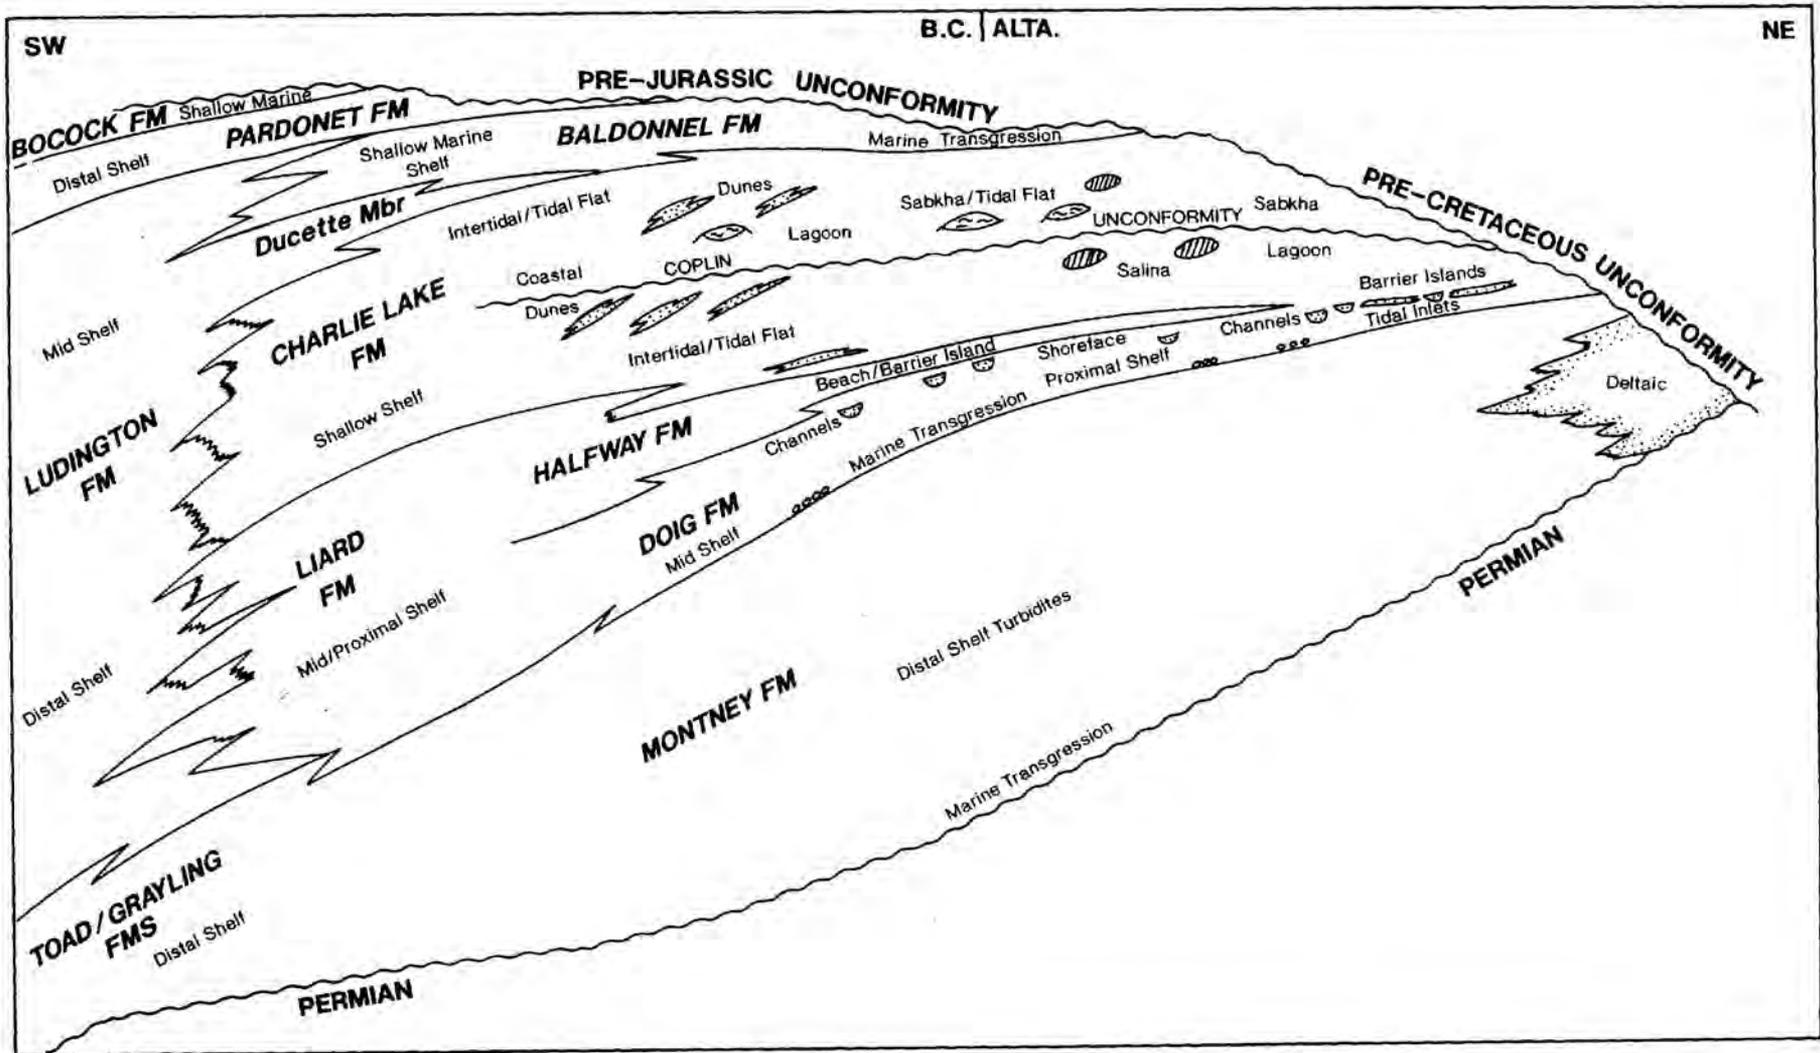 SW
B.C. | ALTA.
NE
PRE-JURASSIC UNCONFORMITY
BOCOCK FM
Shallow Marine
PARDONET FM
Distal Shelf
Shallow Marine
Shelf
BALDONNEL FM
Marine Transgression
PRE-CRETACEOUS UNCONFORMITY
Ducette Mbr
Intertidal/Tidal Flat
Dunes
Sabkha/Tidal Flat
Sabkha
Lagoon
COPLIN
UNCONFORMITY
Coastal
Dunes
Salina
Lagoon
Barrier Islands
Mid Shelf
CHARLIE LAKE
FM
Intertidal/Tidal Flat
Beach/Barrier Island
Shoreface
Channels
Tidal Inlets
Proximal Shelf
Deltaic
Shallow Shelf
LUDINGTON
FM
HALFWAY FM
Channels
Marine Transgression
DOIG FM
Mid Shelf
LIARD
FM
Mid/Proximal Shelf
Distal Shelf
PERMIAN
Distal Shelf Turbidites
MONTNEY FM
Marine Transgression
TOAD/GRAYLING
FMS
Distal Shelf
PERMIAN